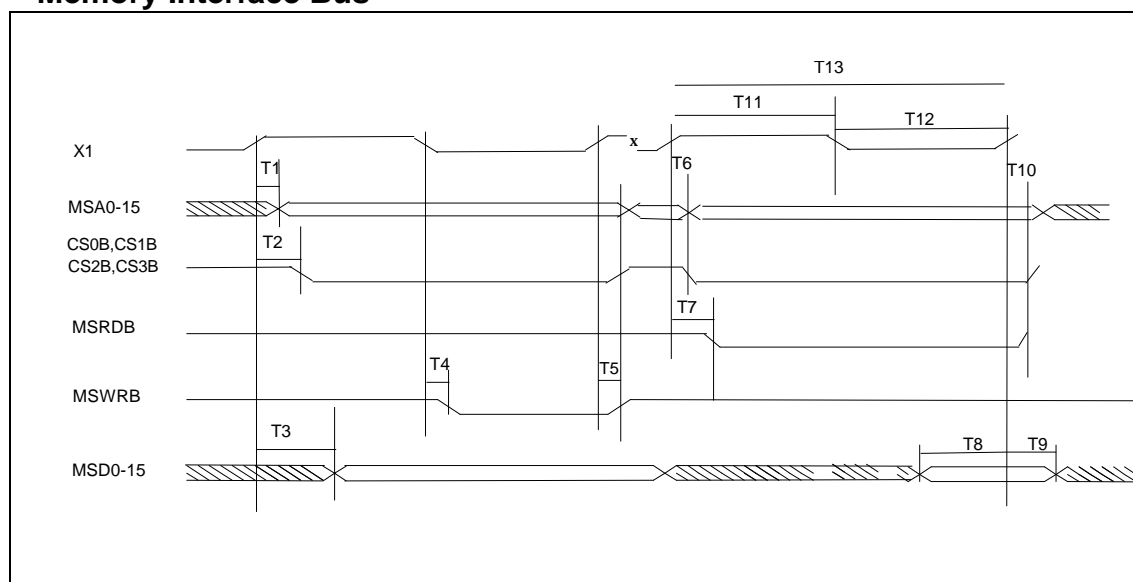 Memory Interface Bus
T13
T11
T12
X1
T1
T6
T10
MSA0-15
CS0B,CS1B
T2
CS2B,CS3B
T7
MSRDB
T4
T5
MSWRB
T3
MSD0-15
T8
T9
x